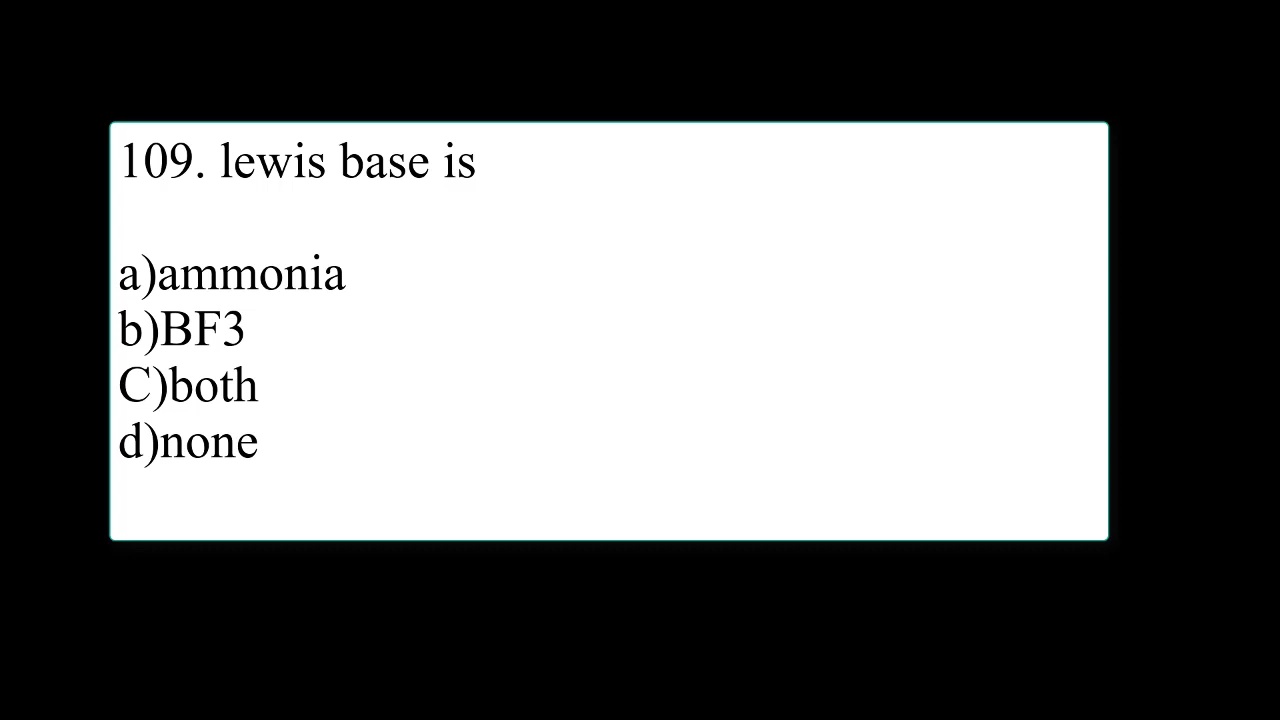 109. lewis base is
a)ammonia
b)BF3
C)both
d)none